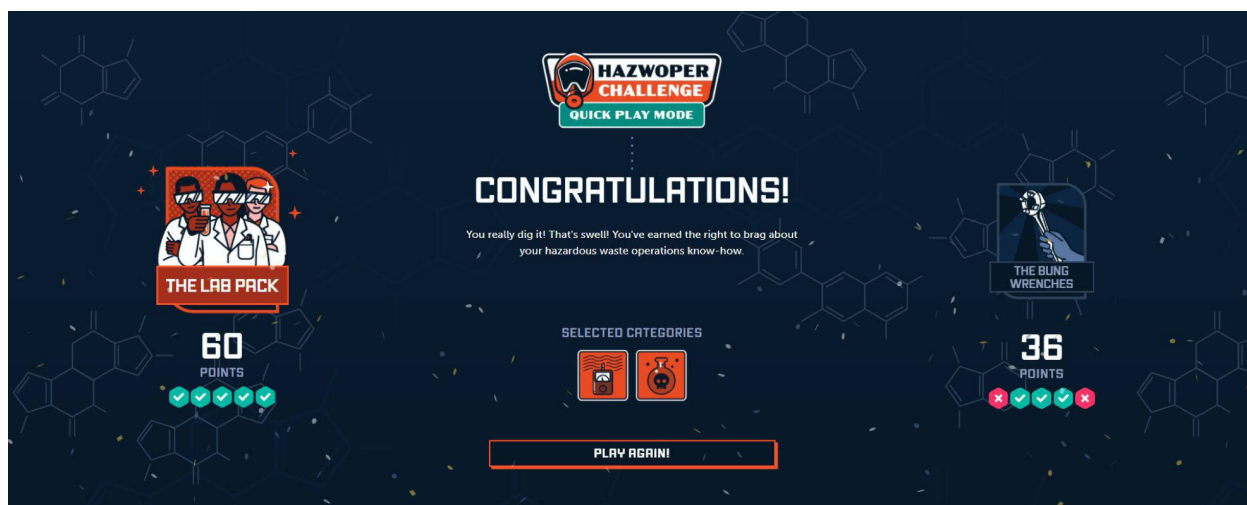 HAZWOPER
CHALLENGE
QUICK PLAY MODE
CONGRATULATIONS!
You really dig it! That's swell! You've earned the right to brag about
your hazardous waste operations know-how.
THE LAB PACK
60
POINTS
SELECTED CATEGORIES
PLAY AGAIN!
THE BUNG
WRENCHES
36
POINTS